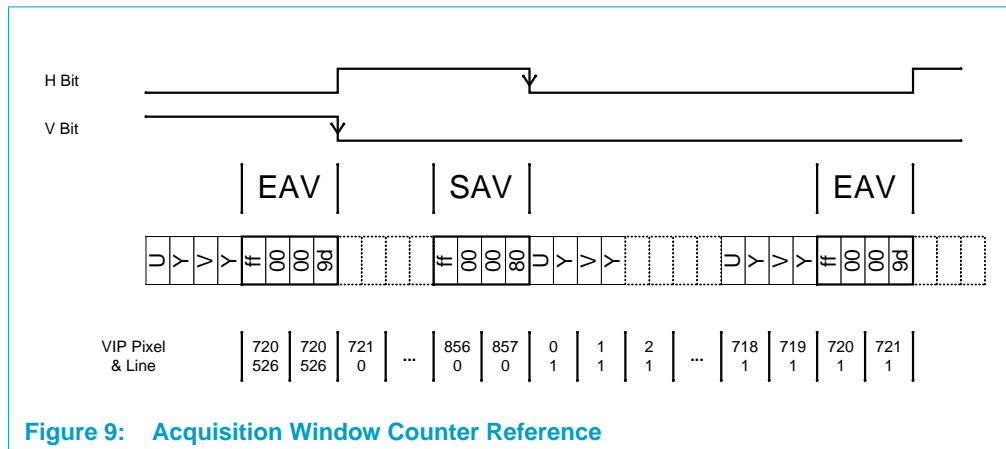 H Bit
V Bit
EAV SAV EAV
U Y V Y ff 00 00 9d ff 00 00 80 U Y V Y U Y V Y ff 00 00 9d
VIP Pixel 720 720 721 ... 856 857 0 1 2 ... 718 719 720 721
& Line 526 526 0 0 0 1 1 1 1 1 1 1
Figure 9: Acquisition Window Counter Reference